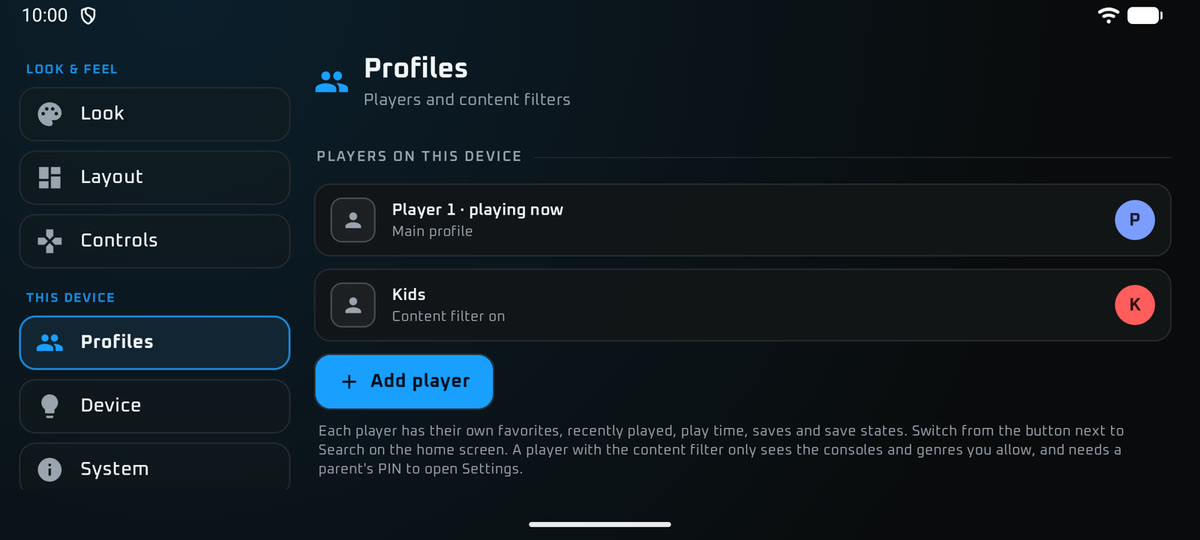 10:00
LOOK & FEEL
Look
Layout
Controls
THIS DEVICE
Profiles
Device
System
Profiles
Players and content filters
PLAYERS ON THIS DEVICE
Player 1 · playing now
Main profile
P
Kids
Content filter on
K
+ Add player
Each player has their own favorites, recently played, play time, saves and save states. Switch from the button next to
Search on the home screen. A player with the content filter only sees the consoles and genres you allow, and needs a
parent's PIN to open Settings.